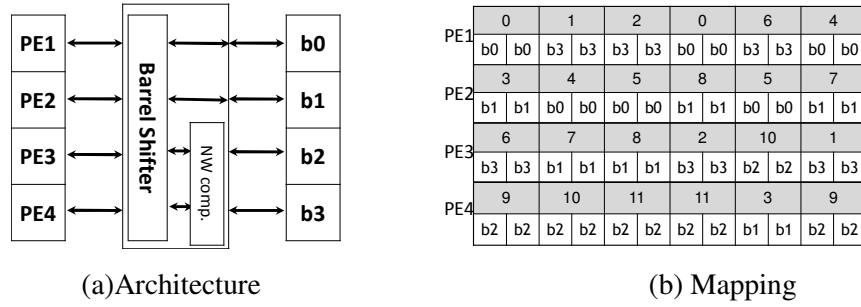 PE1 b0
PE2 b1
PE3 b2
PE4 b3
Barrel Shifter
NW comp.
(a)Architecture
PE1
0 1 2 0 6 4
b0 b0 b3 b3 b3 b3 b0 b0 b3 b3 b0 b0
PE2
3 4 5 8 5 7
b1 b1 b0 b0 b0 b0 b1 b1 b0 b0 b1 b1
PE3
6 7 8 2 10 1
b3 b3 b1 b1 b1 b1 b3 b3 b2 b2 b3 b3
PE4
9 10 11 11 3 9
b2 b2 b2 b2 b2 b2 b2 b2 b1 b1 b2 b2
(b) Mapping